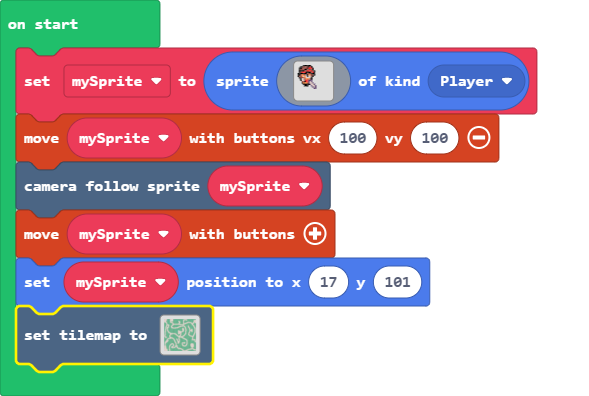 on start
set mySprite to sprite of kind Player
move mySprite with buttons vx 100 vy 100
camera follow sprite mySprite
move mySprite with buttons
set mySprite position to x 17 y 101
set tilemap to